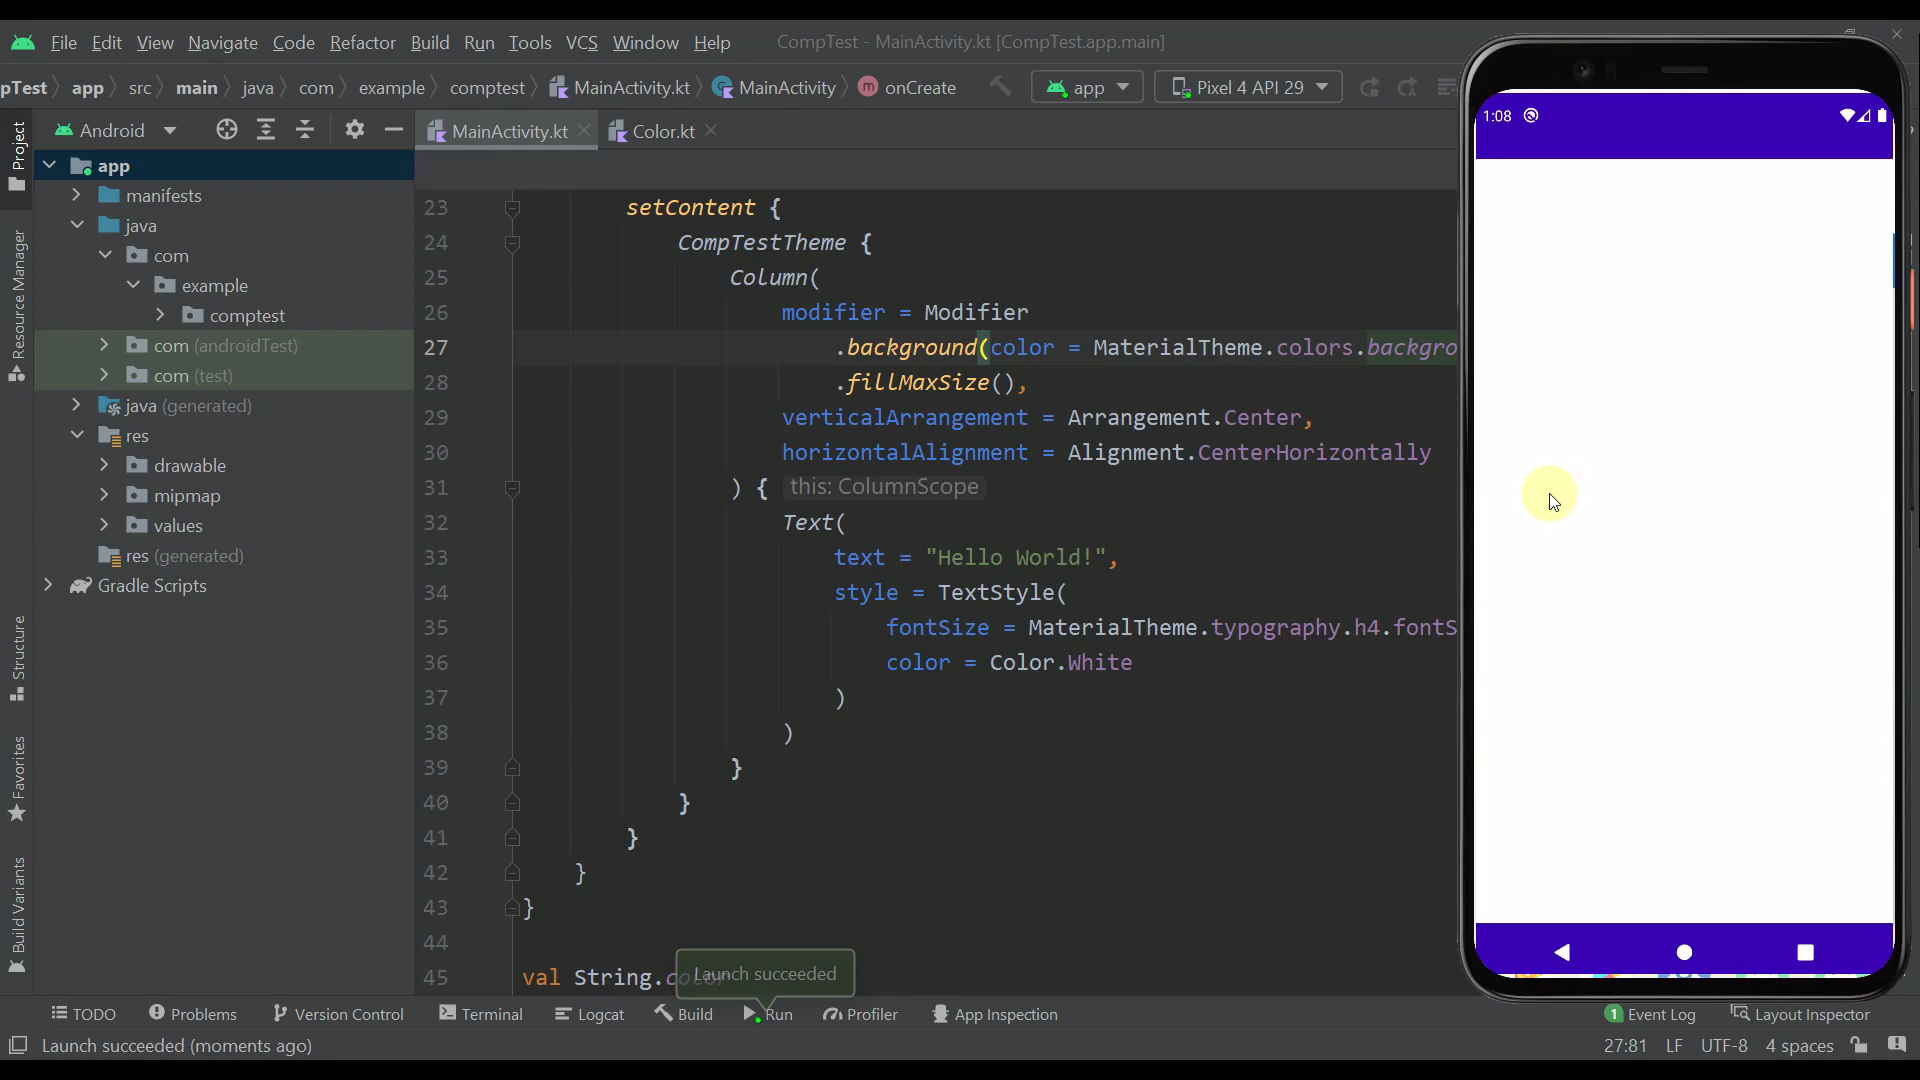 File Edit View Navigate Code Refactor Build Run Tools VCS Window Help CompTest - MainActivity.kt [CompTest.app.main]
pTest app src main java com example comptest MainActivity.kt MainActivity onCreate app Pixel 4 API 29
Project
Resource Manager
Structure
Favorites
Build Variants
Android
app
manifests
java
com
example
comptest
com (androidTest)
com (test)
java (generated)
res
drawable
mipmap
values
res (generated)
Gradle Scripts
MainActivity.kt Color.kt
23 setContent {
24 CompTestTheme {
25 Column(
26 modifier = Modifier
27 .background(color = MaterialTheme.colors.backgro
28 .fillMaxSize(),
29 verticalArrangement = Arrangement.Center,
30 horizontalAlignment = Alignment.CenterHorizontally
31 ) { this: ColumnScope
32 Text(
33 text = "Hello World!",
34 style = TextStyle(
35 fontSize = MaterialTheme.typography.h4.fontS
36 color = Color.White
37 )
38 )
39 }
40 }
41 }
42 }
43 }
44
45 val String.color
Launch succeeded
1:08
TODO Problems Version Control Terminal Logcat Build Run Profiler App Inspection 1 Event Log Layout Inspector
Launch succeeded (moments ago) 27:81 LF UTF-8 4 spaces